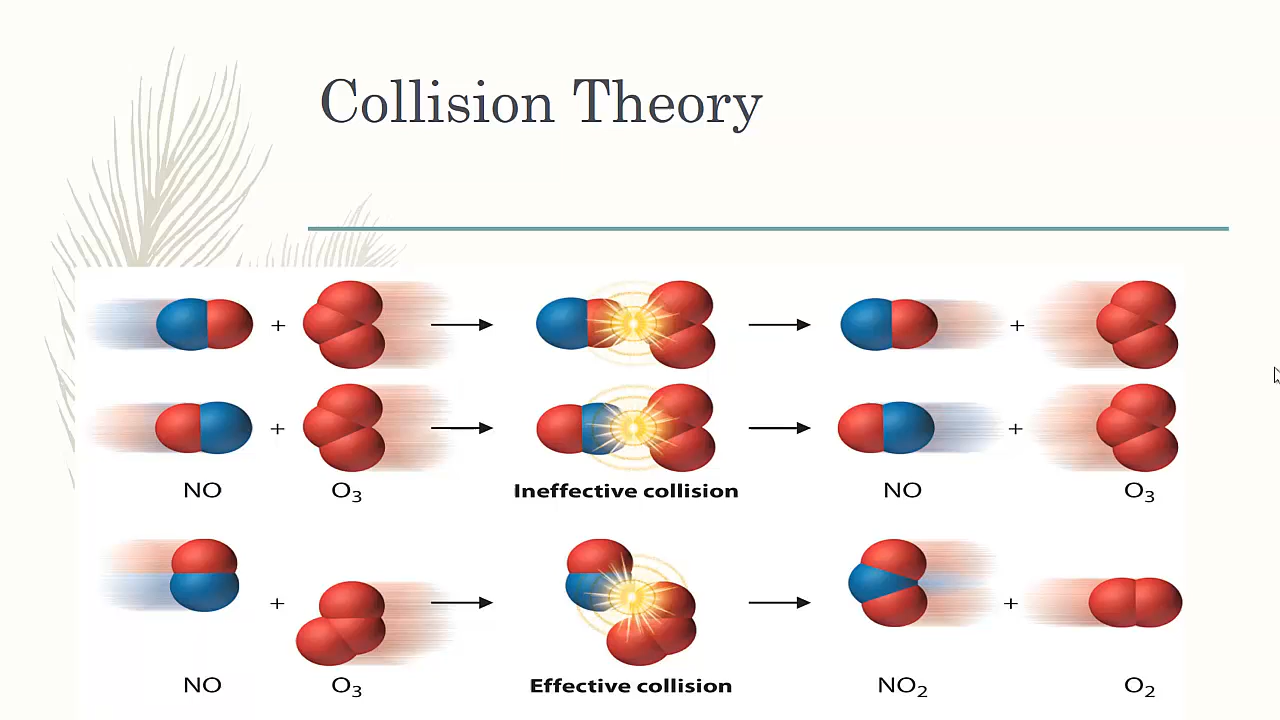 Collision Theory
+ +
+ +
NO O₃ Ineffective collision NO O₃
+ +
NO O₃ Effective collision NO₂ O₂